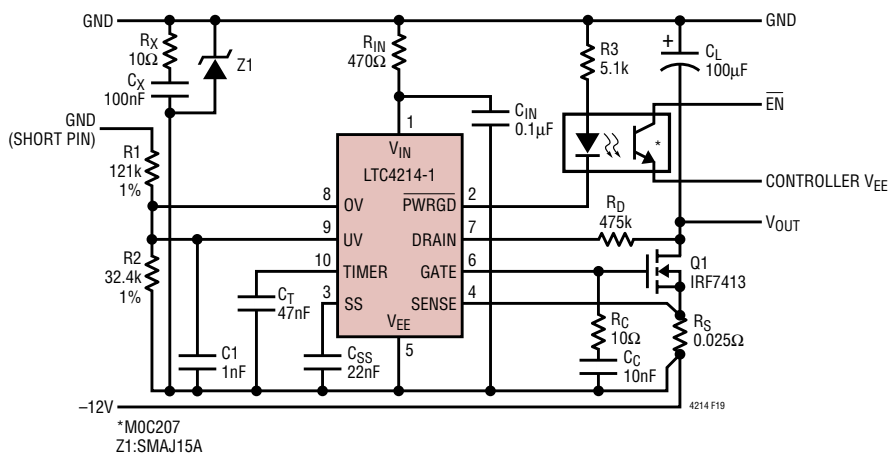 GND
GND
RX
10Ω
Z1
RIN
470Ω
R3
5.1k
+
CL
100µF
CX
100nF
CIN
0.1µF
EN
GND
(SHORT PIN)
1
VIN
*
R1
121k
1%
LTC4214-1
CONTROLLER VEE
8
OV
PWRGD
2
RD
475k
VOUT
9
UV
DRAIN
7
R2
32.4k
1%
10
TIMER
GATE
6
Q1
IRF7413
CT
47nF
3
SS
SENSE
4
VEE
5
RC
10Ω
RS
0.025Ω
C1
1nF
CSS
22nF
CC
10nF
–12V
4214 F19
*M0C207
Z1:SMAJ15A